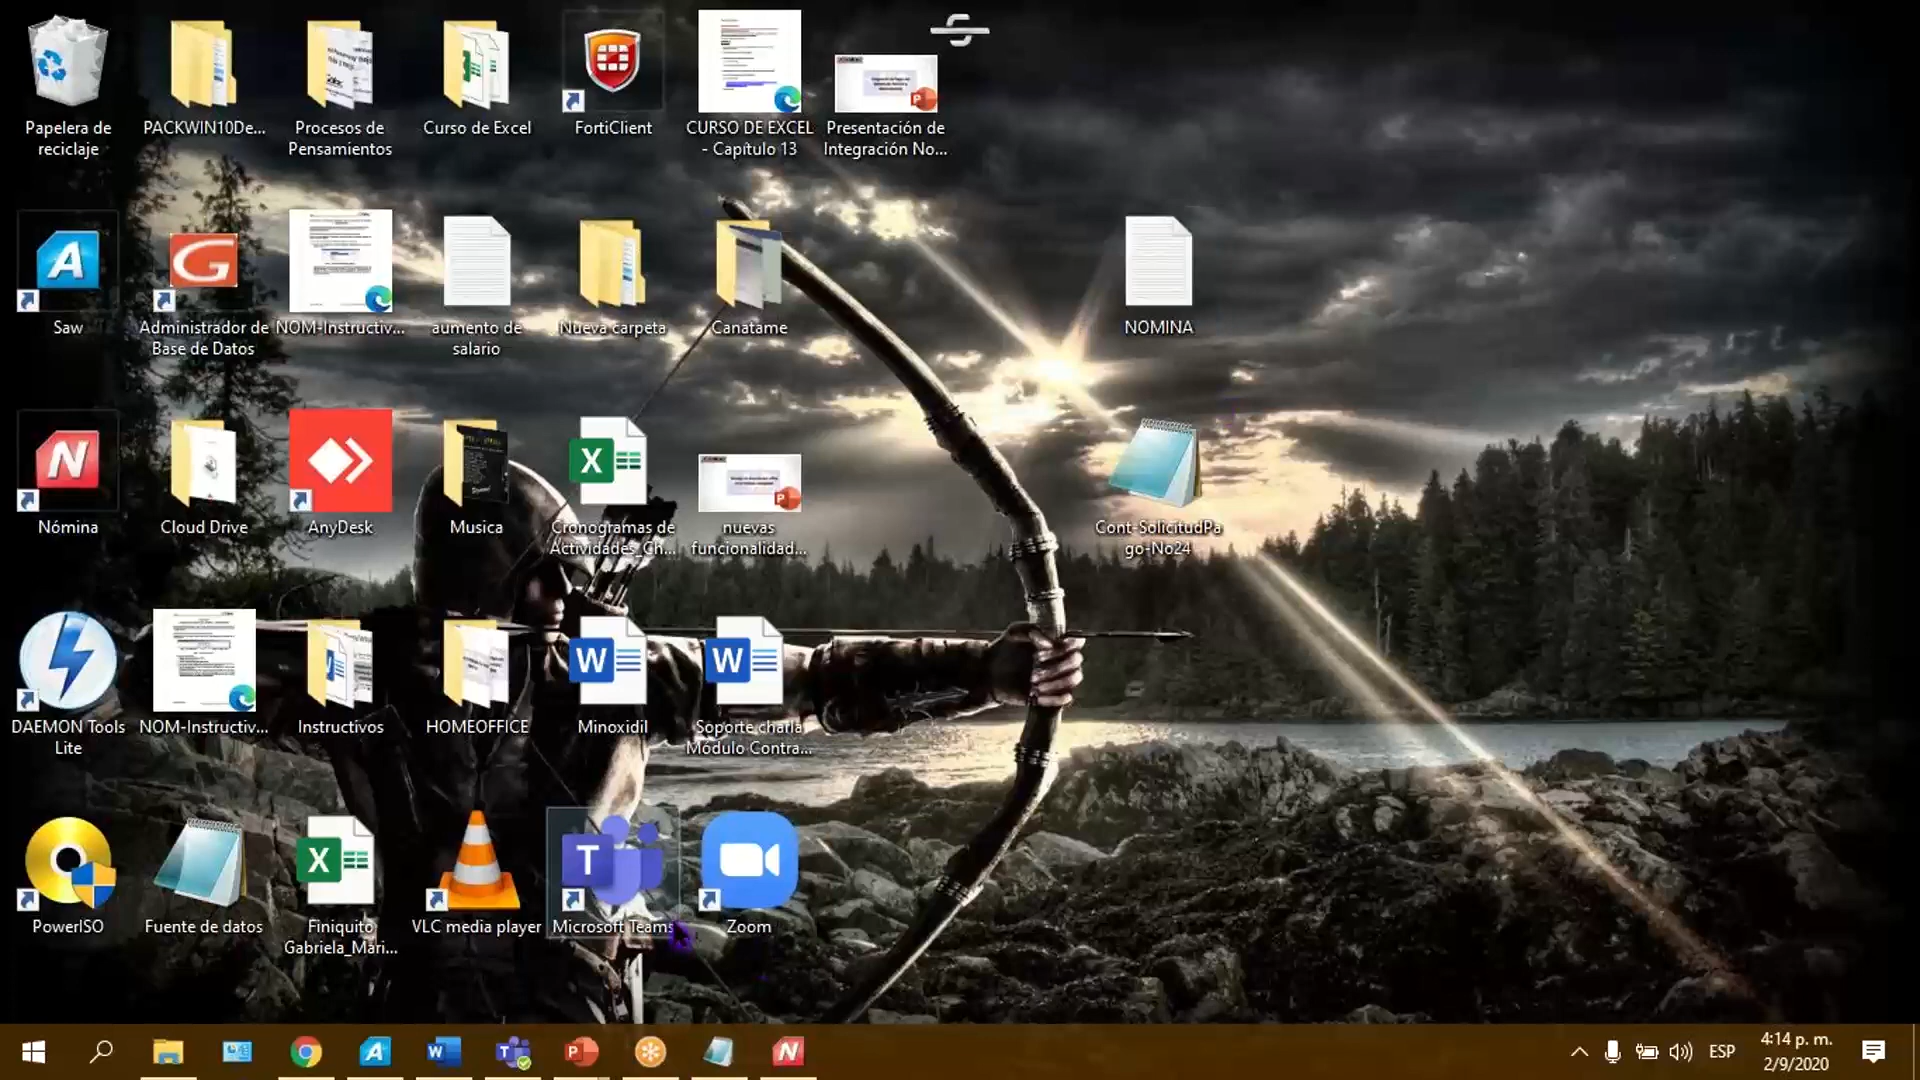 Papelera de
reciclaje
PACKWIN10De...
Procesos de
Pensamientos
Curso de Excel
FortiClient
CURSO DE EXCEL
- Capítulo 13
Presentación de
Integración No...
Saw
Administrador de
Base de Datos
NOM-Instructiv...
aumento de
salario
Nueva carpeta
Canatame
NOMINA
Nómina
Cloud Drive
AnyDesk
Musica
Cronogramas de
Actividades_Ch...
nuevas
funcionalidad...
Cont-SolicitudPa
go-No24
DAEMON Tools
Lite
NOM-Instructiv...
Instructivos
HOMEOFFICE
Minoxidil
Soporte charla
Módulo Contra...
PowerISO
Fuente de datos
Finiquito
Gabriela_Mari...
VLC media player
Microsoft Teams
Zoom
ESP
4:14 p. m.
2/9/2020